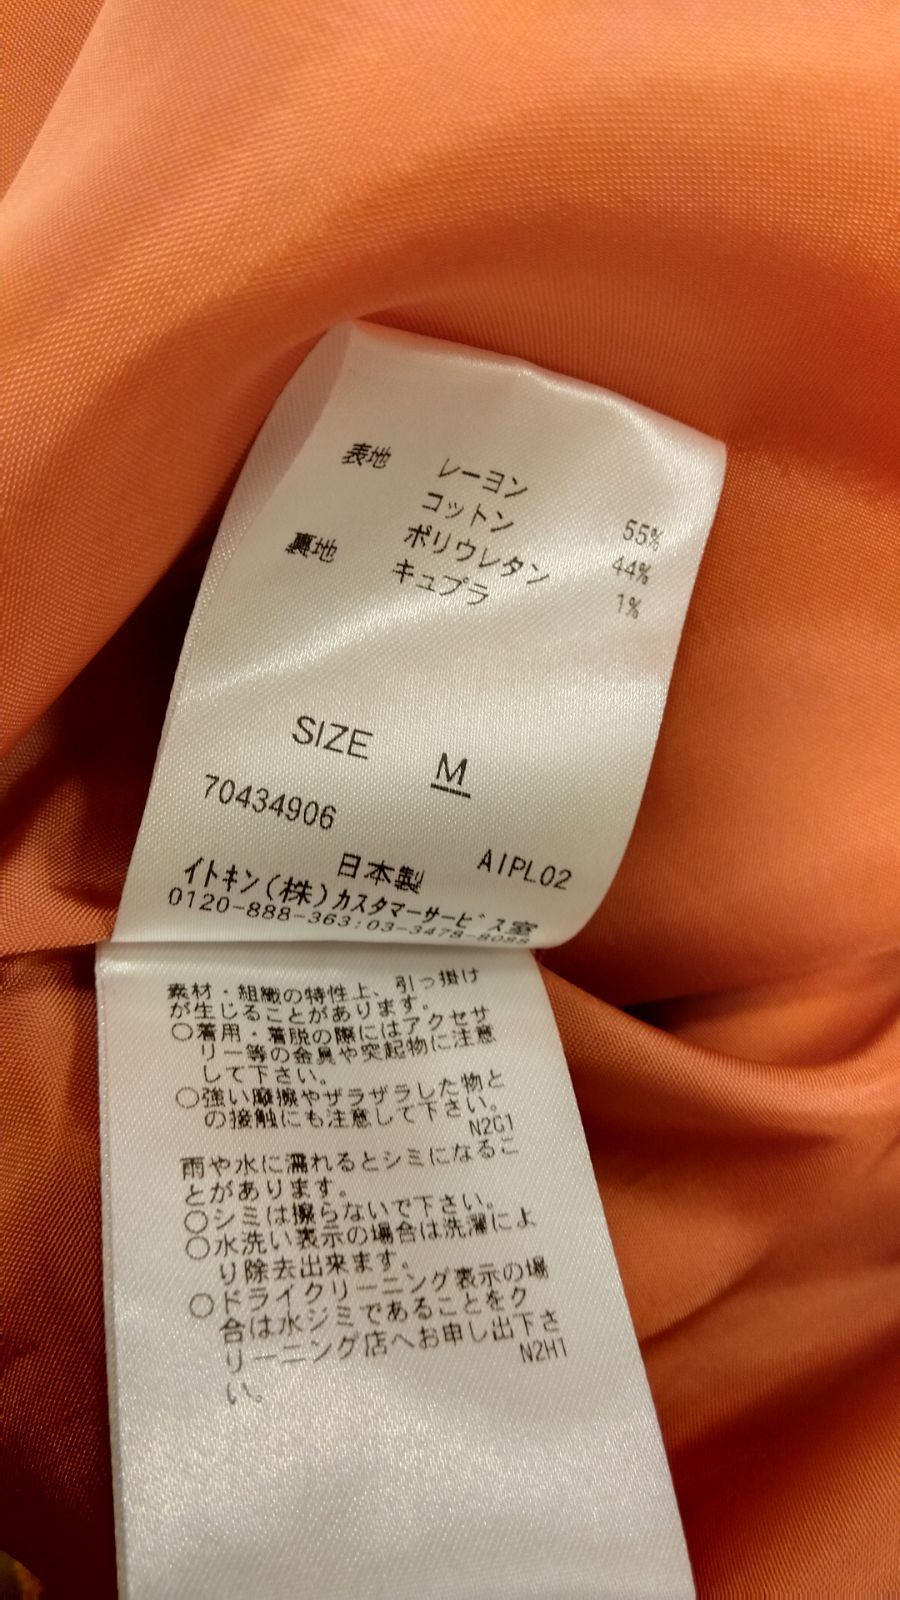 表地 レーヨン 55%
コットン 44%
ポリウレタン 1%
裏地 キュプラ
SIZE M
70434906
日本製 AIPL02
イトキン(株)カスタマーサービス室
0120-888-363:03-3478-8088
素材・組織の特性上、引っ掛け
が生じることがあります。
○着用・着脱の際にはアクセサ
リー等の金具や突起物に注意
して下さい。
○強い摩擦やザラザラした物と
の接触にも注意して下さい。
N2G1
雨や水に濡れるとシミになるこ
とがあります。
○シミは擦らないで下さい。
○水洗い表示の場合は洗濯によ
り除去出来ます。
○ドライクリーニング表示の場
合は水ジミであることをク
リーニング店へお申し出下さ
い。
N2H1